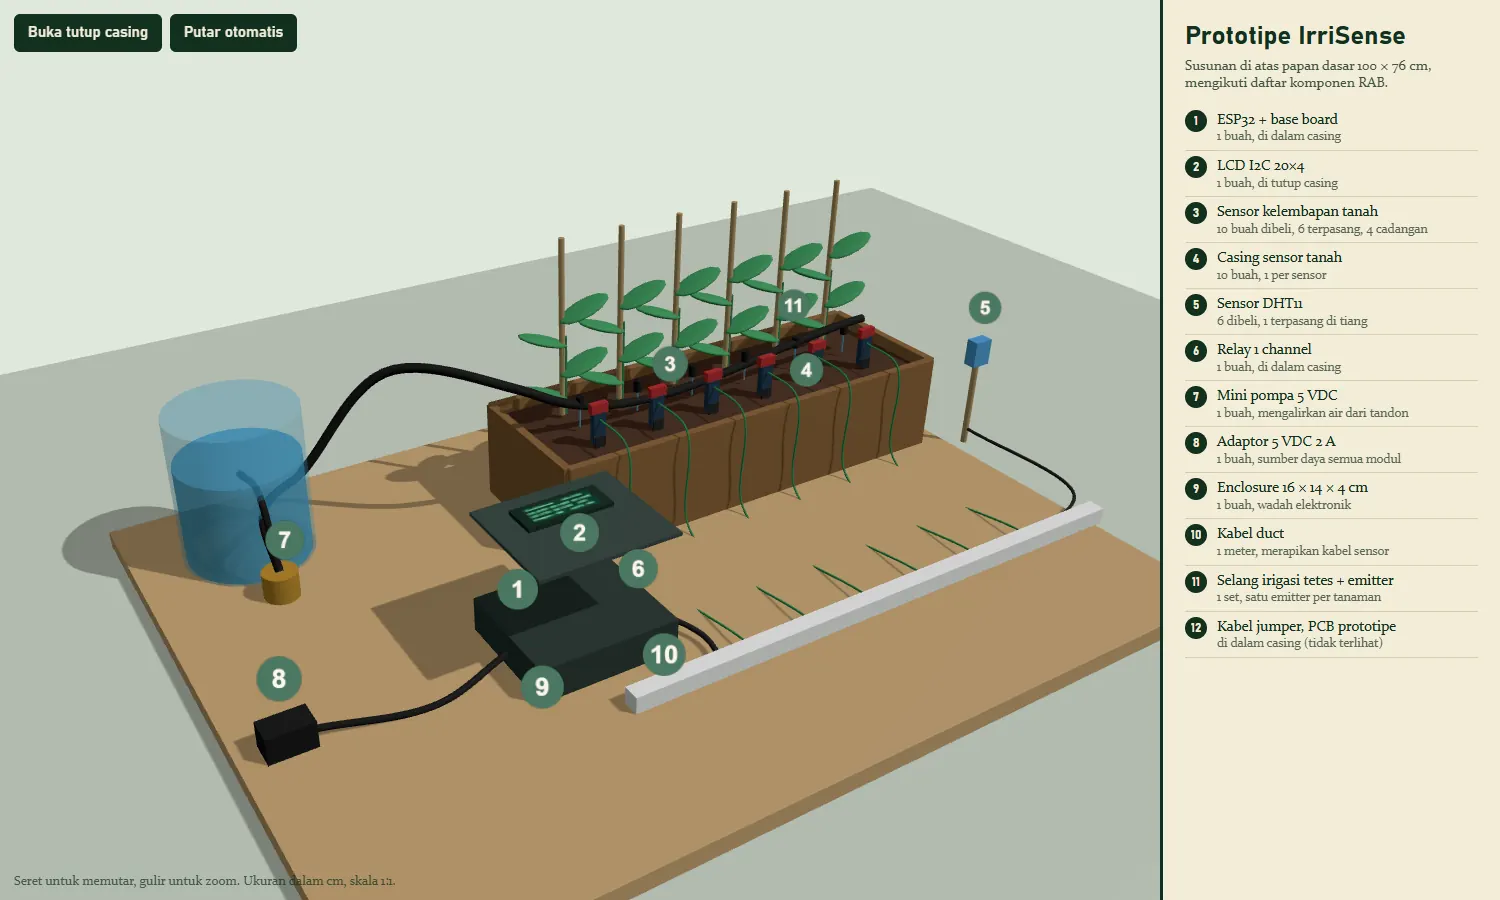 Buka tutup casing
Putar otomatis
11
5
3
4
2
7
6
1
10
9
8
Seret untuk memutar, gulir untuk zoom. Ukuran dalam cm, skala 1:1.
Prototipe IrriSense
Susunan di atas papan dasar 100 × 76 cm,
mengikuti daftar komponen RAB.
1 ESP32 + base board
1 buah, di dalam casing
2 LCD I2C 20×4
1 buah, di tutup casing
3 Sensor kelembapan tanah
10 buah dibeli, 6 terpasang, 4 cadangan
4 Casing sensor tanah
10 buah, 1 per sensor
5 Sensor DHT11
6 dibeli, 1 terpasang di tiang
6 Relay 1 channel
1 buah, di dalam casing
7 Mini pompa 5 VDC
1 buah, mengalirkan air dari tandon
8 Adaptor 5 VDC 2 A
1 buah, sumber daya semua modul
9 Enclosure 16 × 14 × 4 cm
1 buah, wadah elektronik
10 Kabel duct
1 meter, merapikan kabel sensor
11 Selang irigasi tetes + emitter
1 set, satu emitter per tanaman
12 Kabel jumper, PCB prototipe
di dalam casing (tidak terlihat)